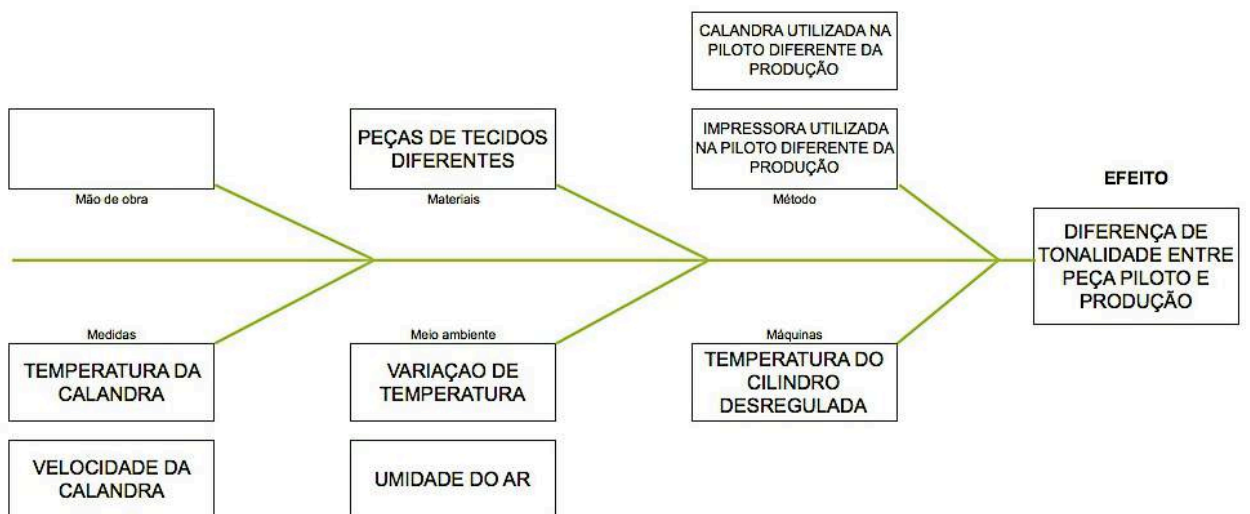 CALANDRA UTILIZADA NA
PILOTO DIFERENTE DA
PRODUÇÃO
PEÇAS DE TECIDOS
DIFERENTES
IMPRESSORA UTILIZADA
NA PILOTO DIFERENTE DA
PRODUÇÃO
Mão de obra
Materiais
Método
EFEITO
DIFERENÇA DE
TONALIDADE ENTRE
PEÇA PILOTO E
PRODUÇÃO
Medidas
Meio ambiente
Máquinas
TEMPERATURA DA
CALANDRA
VARIAÇAO DE
TEMPERATURA
TEMPERATURA DO
CILINDRO
DESREGULADA
VELOCIDADE DA
CALANDRA
UMIDADE DO AR